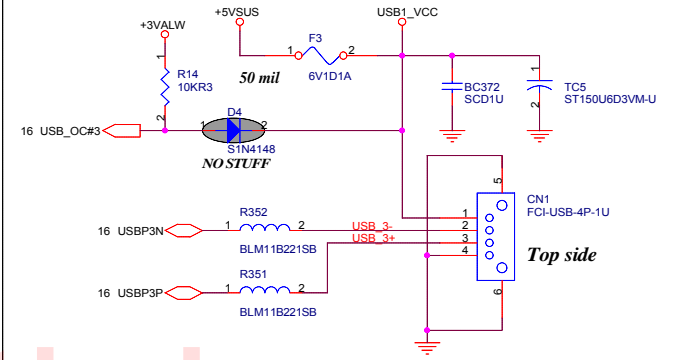 +5VSUS
USB1_VCC
+3VALW
F3
1 2
50 mil
6V1D1A
1
R14
10KR3
2
BC372
SCD1U
1
2
TC5
ST150U6D3VM-U
D4
16 USB_OC#3
1 2
S1N4148
NO STUFF
5
CN1
FCI-USB-4P-1U
R352
1
16 USBP3N
1 2
USB_3-
2
BLM11B221SB
USB_3+
3
4
Top side
R351
16 USBP3P
1 2
6
BLM11B221SB